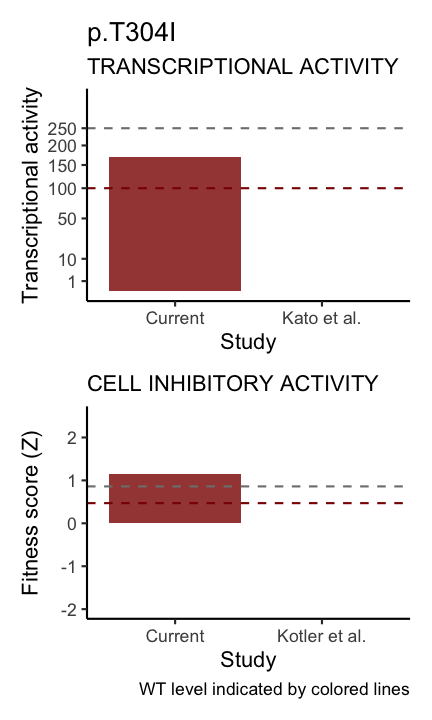 p.T304I
TRANSCRIPTIONAL ACTIVITY
Transcriptional activity
250
200
150
100
50
10
1
Current
Kato et al.
Study
CELL INHIBITORY ACTIVITY
Fitness score (Z)
2
1
0
-1
-2
Current
Kotler et al.
Study
WT level indicated by colored lines